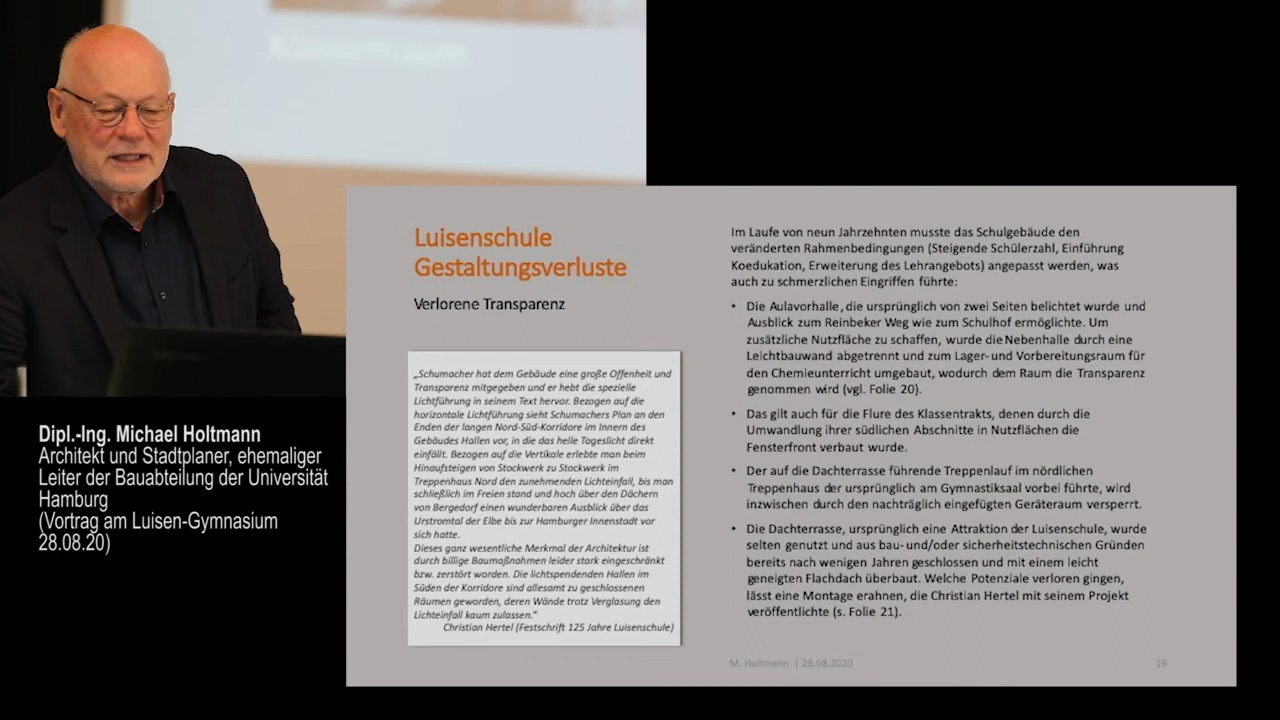 Dipl.-Ing. Michael Holtmann
Architekt und Stadtplaner, ehemaliger
Leiter der Bauabteilung der Universität
Hamburg
(Vortrag am Luisen-Gymnasium
28.08.20)
Luisenschule
Gestaltungsverluste
Verlorene Transparenz
„Schumacher hat dem Gebäude eine große Offenheit und
Transparenz mitgegeben und er hebt die spezielle
Lichtführung in seinem Text hervor. Bezogen auf die
horizontale Lichtführung sieht Schumachers Plan an den
Enden der langen Nord-Süd-Korridore im Innern des
Gebäudes Hallen vor, in die das helle Tageslicht direkt
einfällt. Bezogen auf die Vertikale erlebte man beim
Hinaufsteigen von Stockwerk zu Stockwerk im
Treppenhaus Nord den zunehmenden Lichteinfall, bis man
schließlich im Freien stand und hoch über den Dächern
von Bergedorf einen wunderbaren Ausblick über das
Urstromtal der Elbe bis zur Hamburger Innenstadt vor
sich hatte.
Dieses ganz wesentliche Merkmal der Architektur ist
durch billige Baumaßnahmen leider stark eingeschränkt
bzw. zerstört worden. Die lichtspendenden Hallen im
Süden der Korridore sind allesamt zu geschlossenen
Räumen geworden, deren Wände trotz Verglasung den
Lichteinfall kaum zulassen.“
Christian Hertel (Festschrift 125 Jahre Luisenschule)
Im Laufe von neun Jahrzehnten musste das Schulgebäude den
veränderten Rahmenbedingungen (Steigende Schülerzahl, Einführung
Koedukation, Erweiterung des Lehrangebots) angepasst werden, was
auch zu schmerzlichen Eingriffen führte:
• Die Aulavorhalle, die ursprünglich von zwei Seiten belichtet wurde und
Ausblick zum Reinbeker Weg wie zum Schulhof ermöglichte. Um
zusätzliche Nutzfläche zu schaffen, wurde die Nebenhalle durch eine
Leichtbauwand abgetrennt und zum Lager- und Vorbereitungsraum für
den Chemieunterricht umgebaut, wodurch dem Raum die Transparenz
genommen wird (vgl. Folie 20).
• Das gilt auch für die Flure des Klassentrakts, denen durch die
Umwandlung ihrer südlichen Abschnitte in Nutzflächen die
Fensterfront verbaut wurde.
• Der auf die Dachterrasse führende Treppenlauf im nördlichen
Treppenhaus der ursprünglich am Gymnastiksaal vorbei führte, wird
inzwischen durch den nachträglich eingefügten Geräteraum versperrt.
• Die Dachterrasse, ursprünglich eine Attraktion der Luisenschule, wurde
selten genutzt und aus bau- und/oder sicherheitstechnischen Gründen
bereits nach wenigen Jahren geschlossen und mit einem leicht
geneigten Flachdach überbaut. Welche Potenziale verloren gingen,
lässt eine Montage erahnen, die Christian Hertel mit seinem Projekt
veröffentlichte (s. Folie 21).
M. Holtmann | 28.08.2020
19